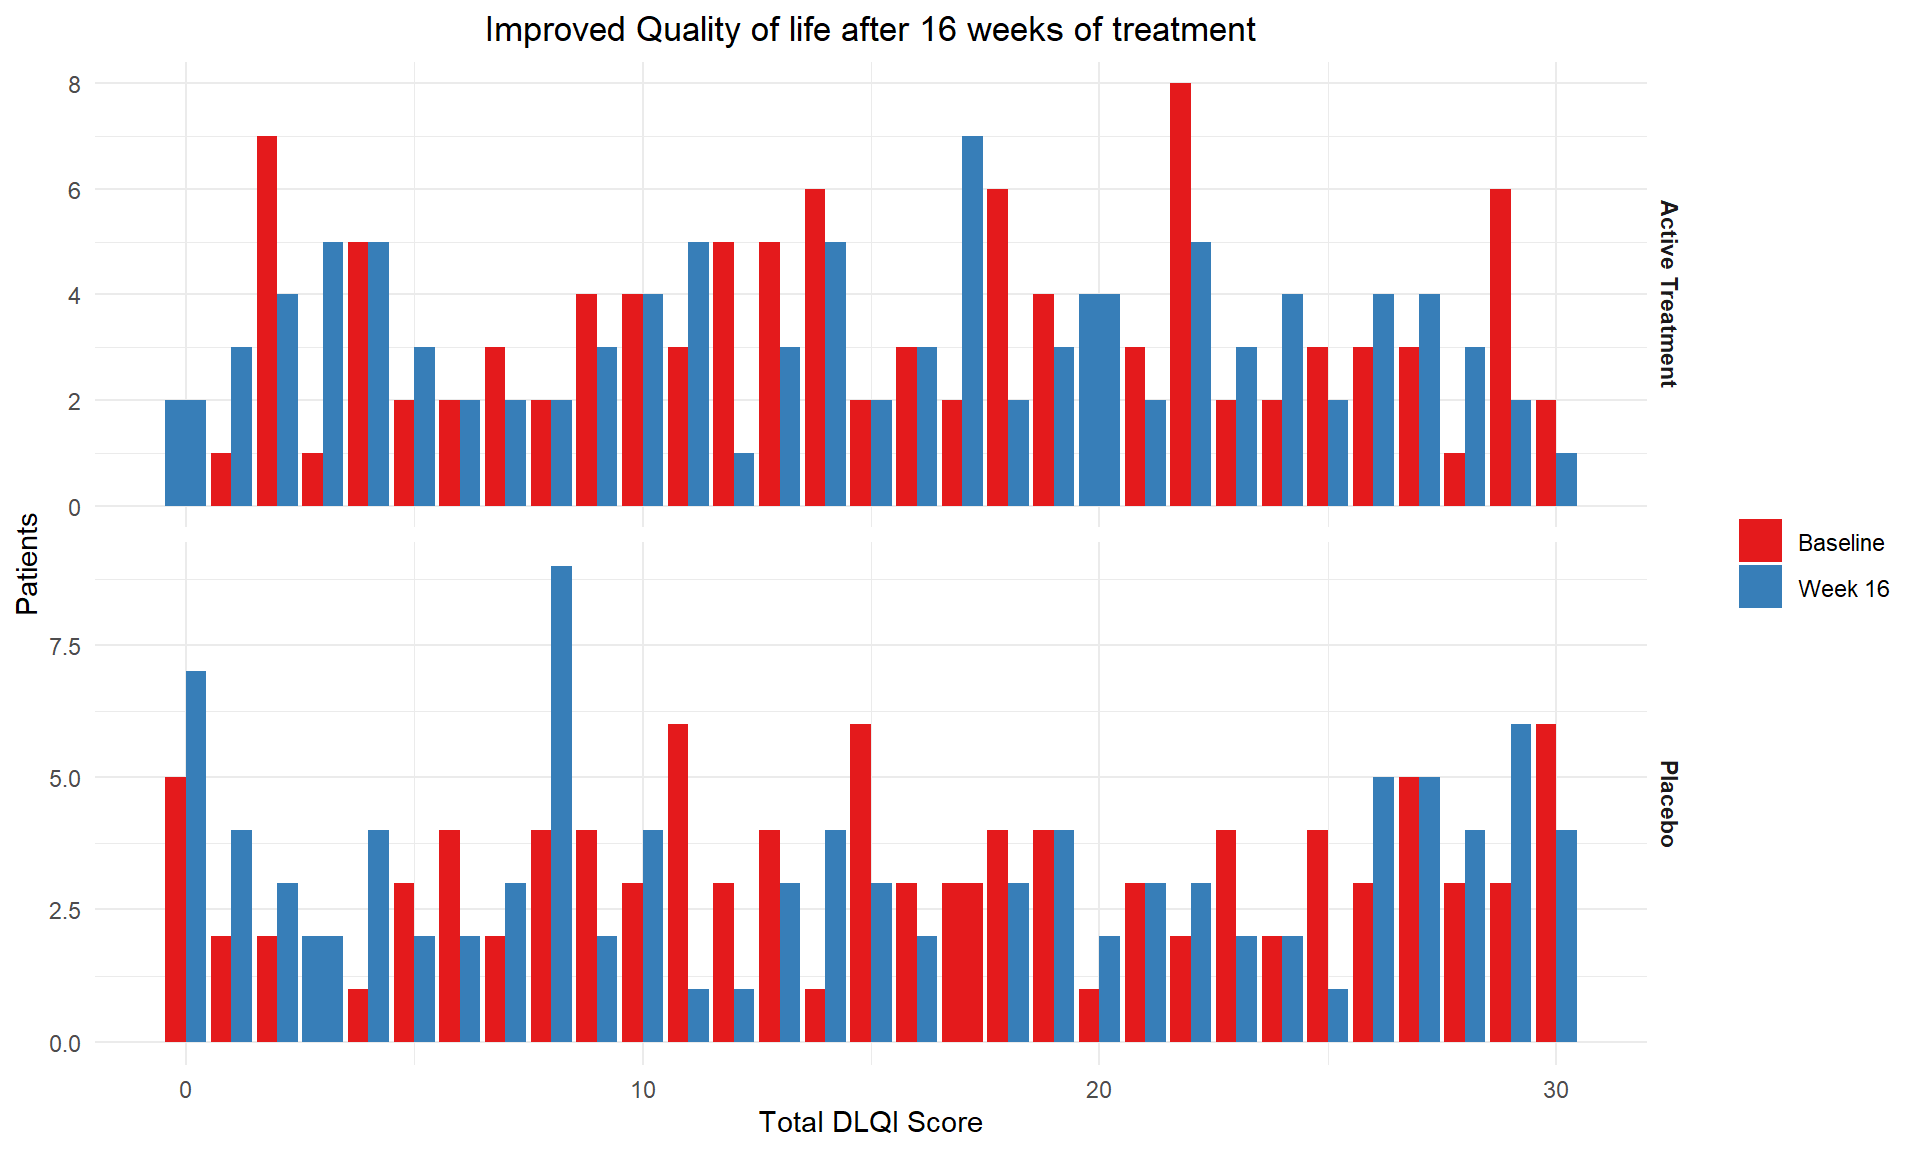 Improved Quality of life after 16 weeks of treatment
8
6
4
2
0
Active Treatment
Patients
Baseline
Week 16
7.5
5.0
2.5
0.0
Placebo
0 10 20 30
Total DLQI Score